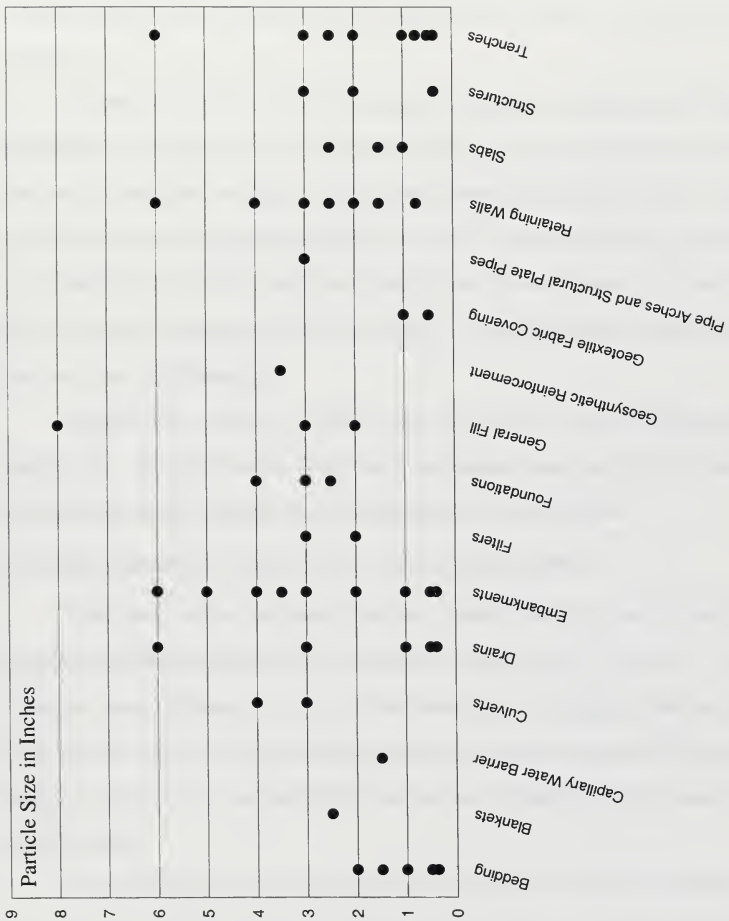 Particle Size in Inches
9
8
7
6
5
4
3
2
1
0
Bedding
Blankets
Capillary Water Barrier
Culverts
Drains
Embankments
Filters
Foundations
General Fill
Geosynthetic Reinforcement
Geotextile Fabric Covering
Pipe Arches and Structural Plate Pipes
Retaining Walls
Slabs
Structures
Trenches